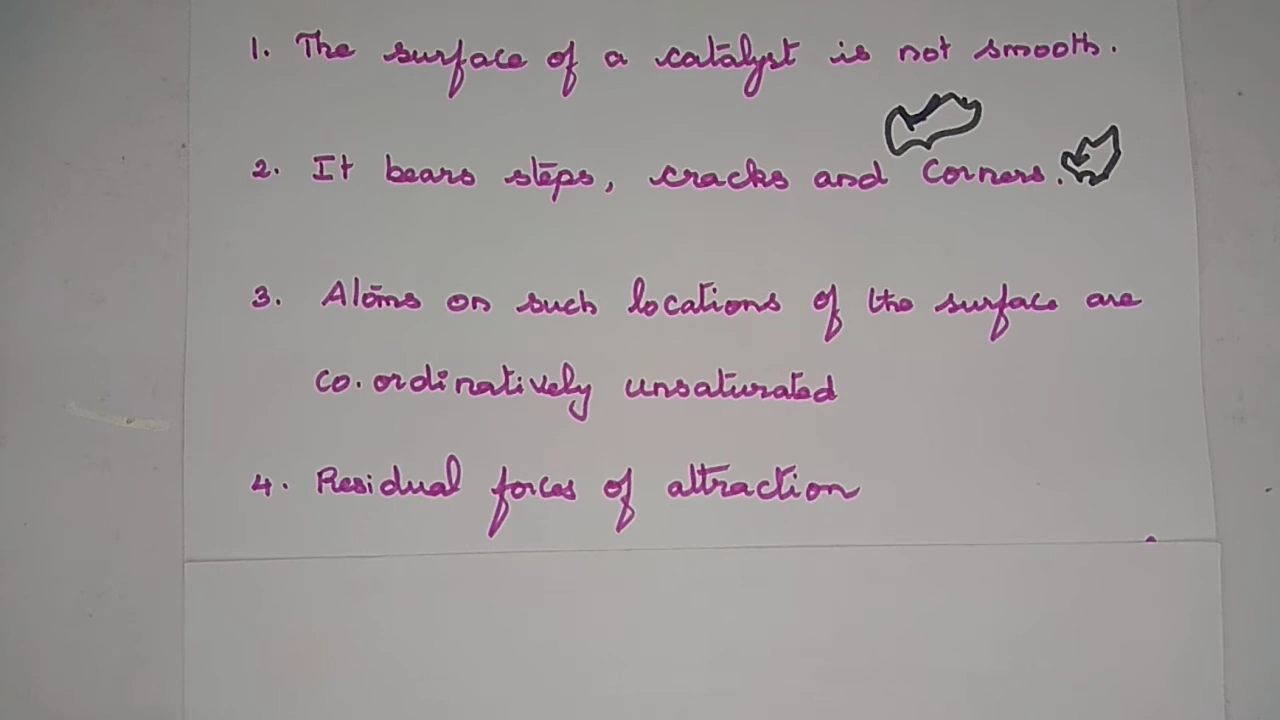 1. The surface of a catalyst is not smooth.
2. It bears steps, cracks and Corners.
3. Atoms on such locations of the surface are
co.ordinatively unsaturated
4. Residual forces of attraction